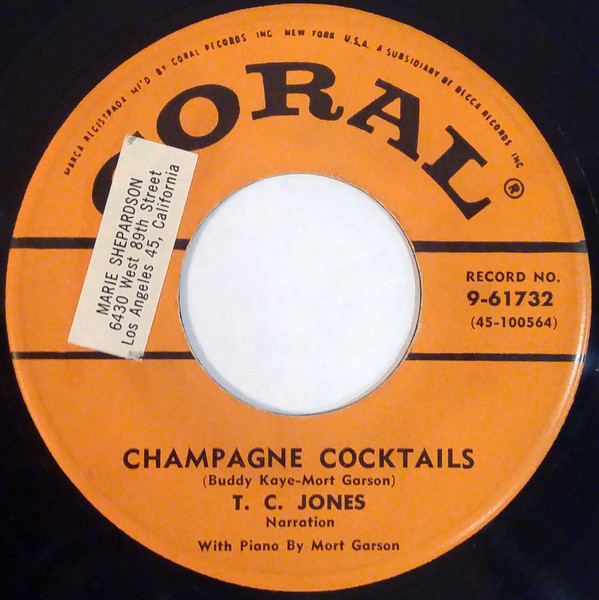 MARCA REGISTRADA MF'D BY CORAL RECORDS INC NEW YORK U.S.A. A SUBSIDIARY OF DECCA RECORDS INC
CORAL®
MARIE SHEPARDSON
6430 West 89th Street
Los Angeles 45, California
RECORD NO.
9-61732
(45-100564)
CHAMPAGNE COCKTAILS
(Buddy Kaye-Mort Garson)
T. C. JONES
Narration
With Piano By Mort Garson